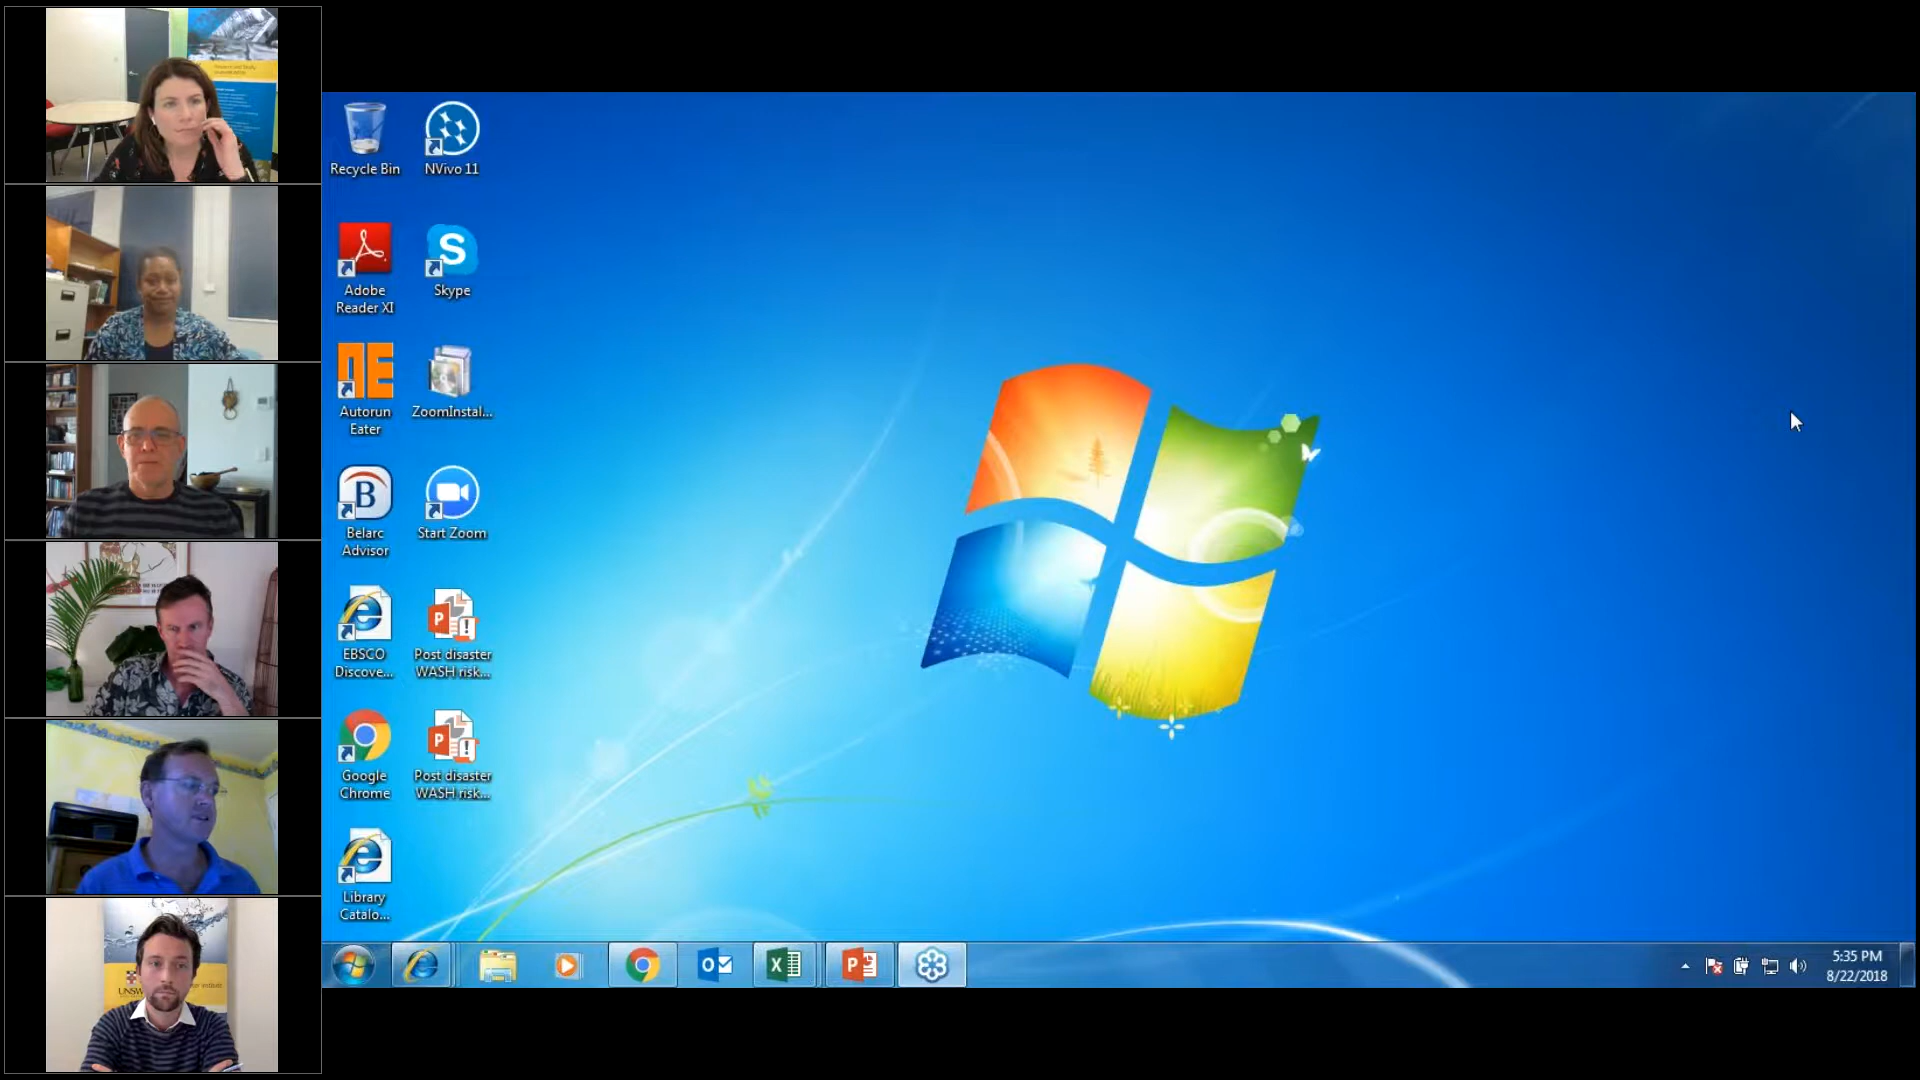 Recycle Bin
NVivo 11
Adobe
Reader XI
Skype
Autorun
Eater
ZoomInstal...
Belarc
Advisor
Start Zoom
EBSCO
Discove...
Post disaster
WASH risk...
Google
Chrome
Post disaster
WASH risk...
Library
Catalo...
5:35 PM
8/22/2018
UNSW